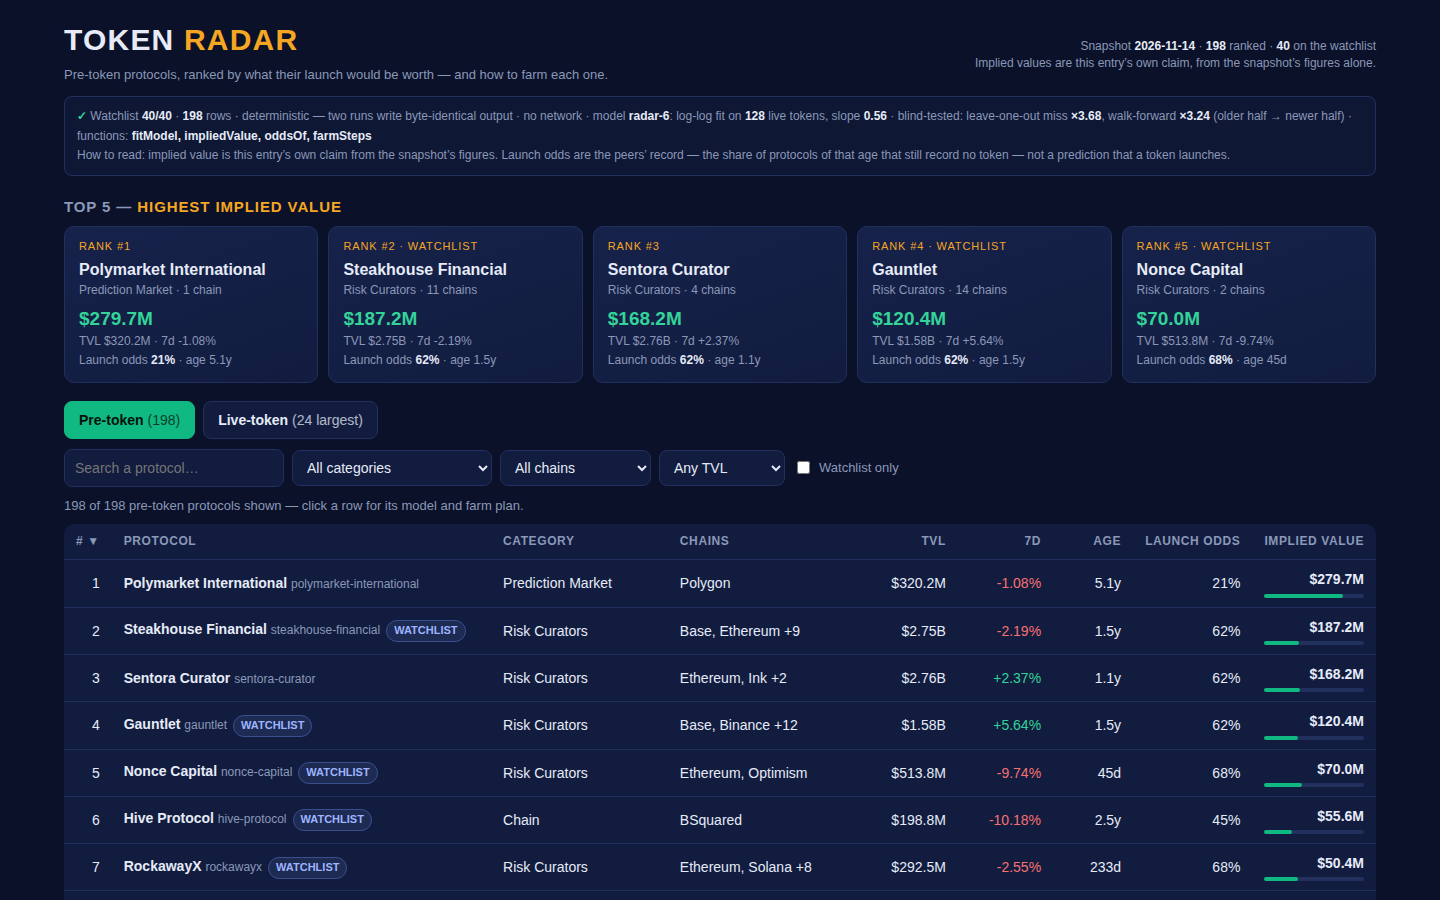 TOKEN RADAR
Pre-token protocols, ranked by what their launch would be worth — and how to farm each one.
Snapshot 2026-11-14 · 198 ranked · 40 on the watchlist
Implied values are this entry's own claim, from the snapshot's figures alone.
✓ Watchlist 40/40 · 198 rows · deterministic — two runs write byte-identical output · no network · model radar-6: log-log fit on 128 live tokens, slope 0.56 · blind-tested: leave-one-out miss ×3.68, walk-forward ×3.24 (older half → newer half) ·
functions: fitModel, impliedValue, oddsOf, farmSteps
How to read: implied value is this entry's own claim from the snapshot's figures. Launch odds are the peers' record — the share of protocols of that age that still record no token — not a prediction that a token launches.
TOP 5 — HIGHEST IMPLIED VALUE
RANK #1
Polymarket International
Prediction Market · 1 chain
$279.7M
TVL $320.2M · 7d -1.08%
Launch odds 21% · age 5.1y
RANK #2 · WATCHLIST
Steakhouse Financial
Risk Curators · 11 chains
$187.2M
TVL $2.75B · 7d -2.19%
Launch odds 62% · age 1.5y
RANK #3
Sentora Curator
Risk Curators · 4 chains
$168.2M
TVL $2.76B · 7d +2.37%
Launch odds 62% · age 1.1y
RANK #4 · WATCHLIST
Gauntlet
Risk Curators · 14 chains
$120.4M
TVL $1.58B · 7d +5.64%
Launch odds 62% · age 1.5y
RANK #5 · WATCHLIST
Nonce Capital
Risk Curators · 2 chains
$70.0M
TVL $513.8M · 7d -9.74%
Launch odds 68% · age 45d
Pre-token (198) Live-token (24 largest)
Search a protocol… All categories All chains Any TVL Watchlist only
198 of 198 pre-token protocols shown — click a row for its model and farm plan.
# ▼ PROTOCOL CATEGORY CHAINS TVL 7D AGE LAUNCH ODDS IMPLIED VALUE
1 Polymarket International polymarket-international Prediction Market Polygon $320.2M -1.08% 5.1y 21% $279.7M
2 Steakhouse Financial steakhouse-financial WATCHLIST Risk Curators Base, Ethereum +9 $2.75B -2.19% 1.5y 62% $187.2M
3 Sentora Curator sentora-curator Risk Curators Ethereum, Ink +2 $2.76B +2.37% 1.1y 62% $168.2M
4 Gauntlet gauntlet WATCHLIST Risk Curators Base, Binance +12 $1.58B +5.64% 1.5y 62% $120.4M
5 Nonce Capital nonce-capital WATCHLIST Risk Curators Ethereum, Optimism $513.8M -9.74% 45d 68% $70.0M
6 Hive Protocol hive-protocol WATCHLIST Chain BSquared $198.8M -10.18% 2.5y 45% $55.6M
7 RockawayX rockawayx WATCHLIST Risk Curators Ethereum, Solana +8 $292.5M -2.55% 233d 68% $50.4M